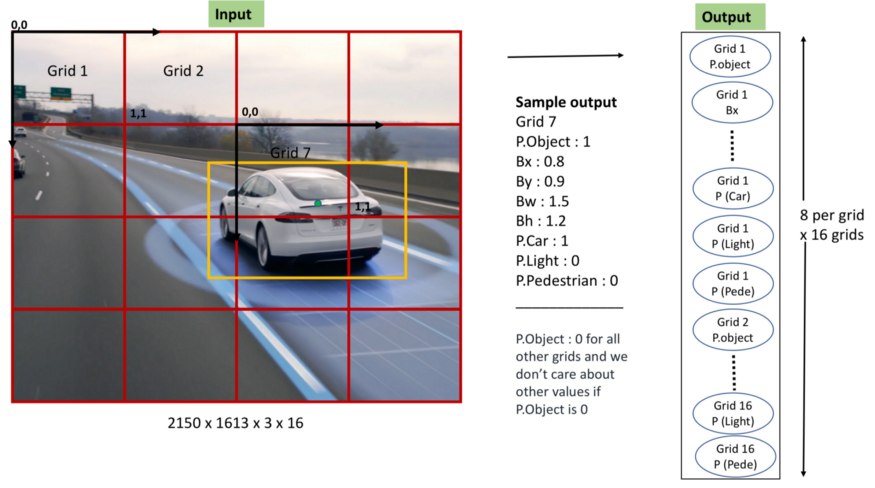 Input
0,0
Grid 1
Grid 2
1,1
0,0
Grid 7
1,1
2150 x 1613 x 3 x 16
Sample output
Grid 7
P.Object : 1
Bx : 0.8
By : 0.9
Bw : 1.5
Bh : 1.2
P.Car : 1
P.Light : 0
P.Pedestrian : 0
P.Object : 0 for all
other grids and we
don't care about
other values if
P.Object is 0
Output
Grid 1
P.object
Grid 1
Bx
Grid 1
P (Car)
Grid 1
P (Light)
Grid 1
P (Pede)
Grid 2
P.object
Grid 16
P (Light)
Grid 16
P (Pede)
8 per grid
x 16 grids